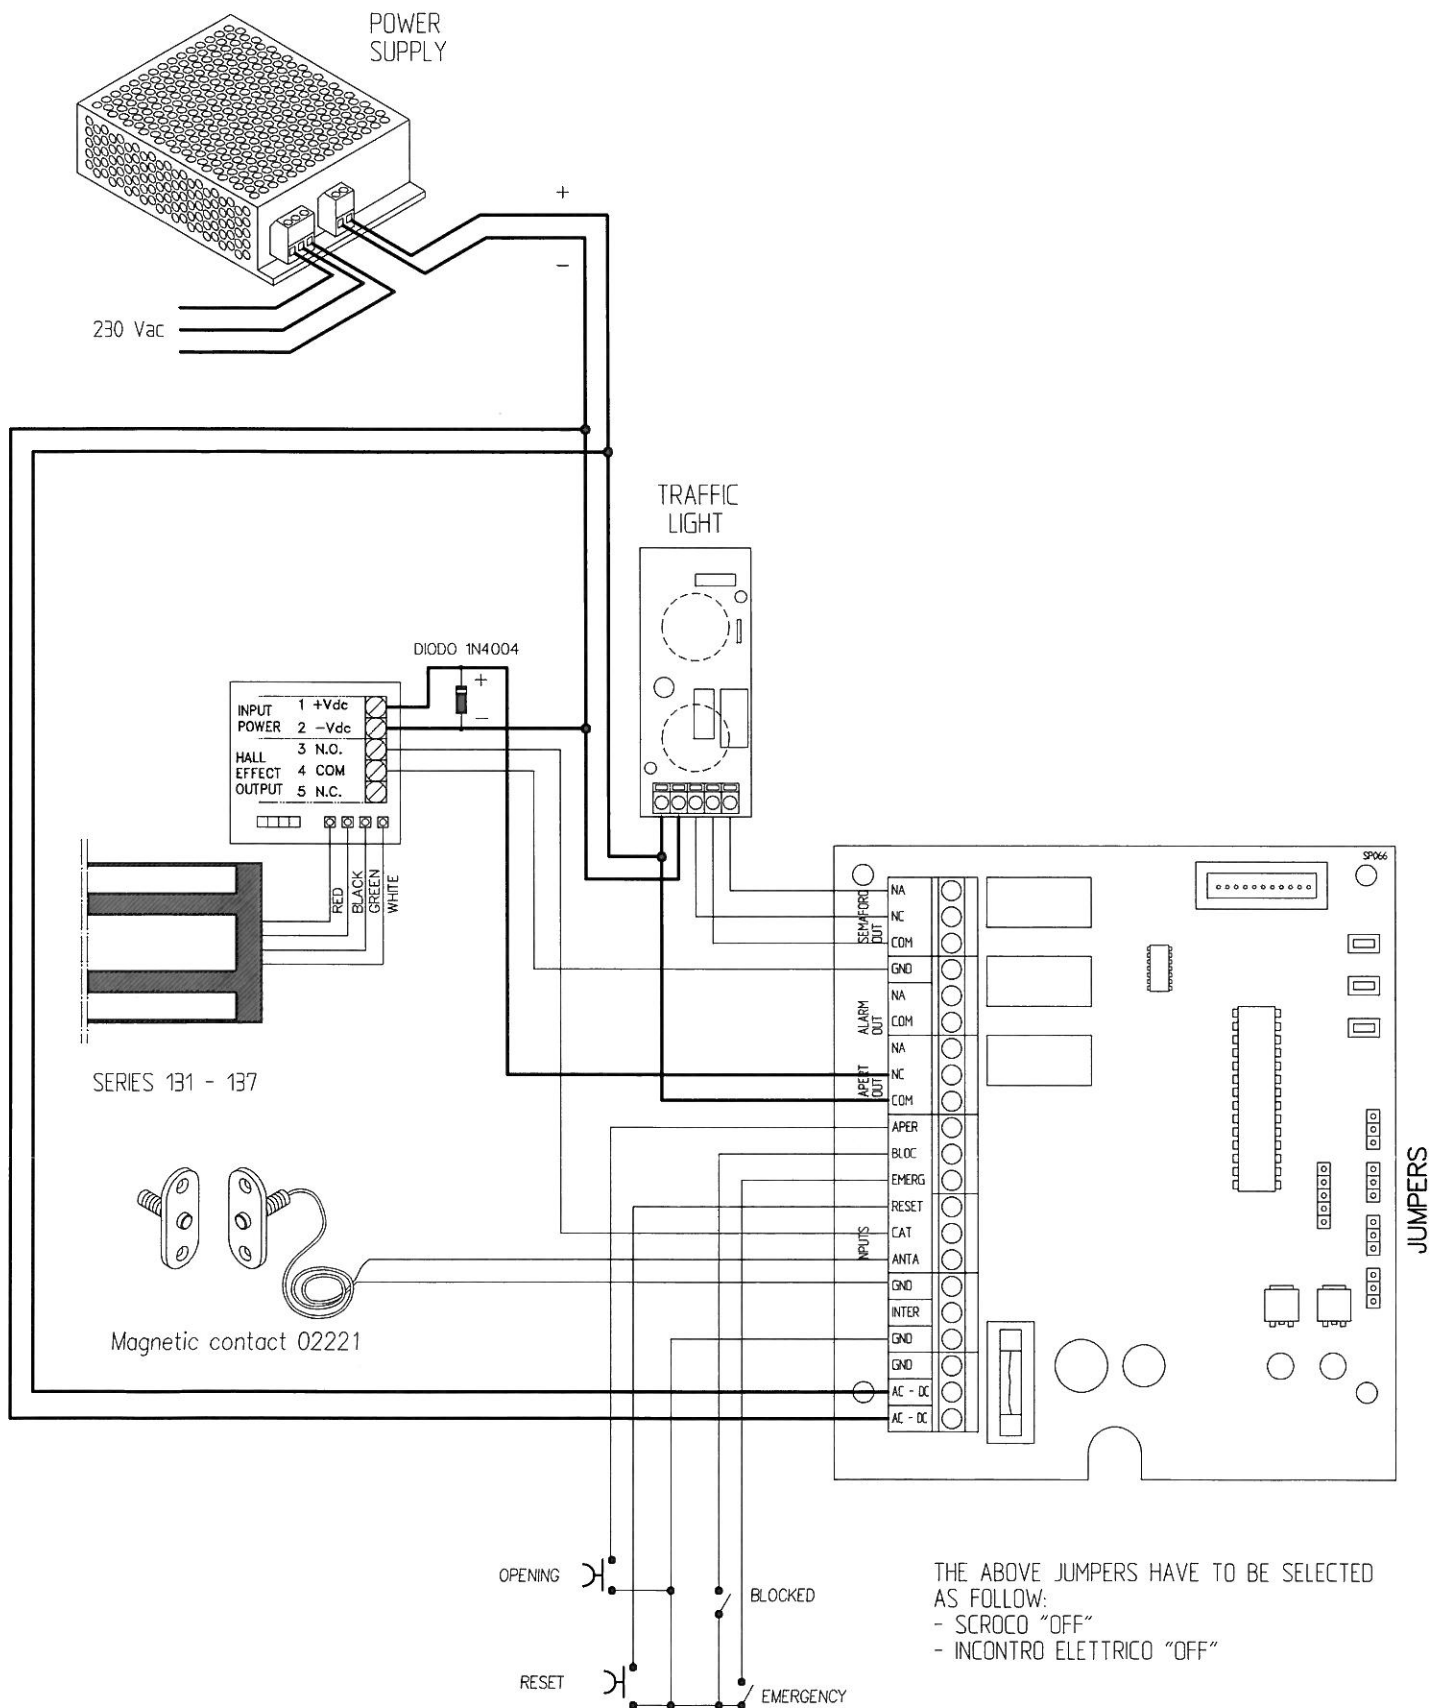 POWER
SUPPLY
+
−
230 Vac
TRAFFIC
LIGHT
DIODO 1N4004
+
−
INPUT
POWER
1 +Vdc
2 −Vdc
HALL
EFFECT
OUTPUT
3 N.O.
4 COM
5 N.C.
RED
BLACK
GREEN
WHITE
SERIES 131 - 137
Magnetic contact 02221
SP066
SEMAFORO
OUT
NA
NC
COM
GND
ALARM
OUT
NA
COM
APERT
OUT
NA
NC
COM
APER
BLOC
EMERG
RESET
NPUTS
CAT
ANTA
GND
INTER
GND
GND
AC - DC
AC - DC
JUMPERS
OPENING
BLOCKED
RESET
EMERGENCY
THE ABOVE JUMPERS HAVE TO BE SELECTED
AS FOLLOW:
- SCROCO "OFF"
- INCONTRO ELETTRICO "OFF"